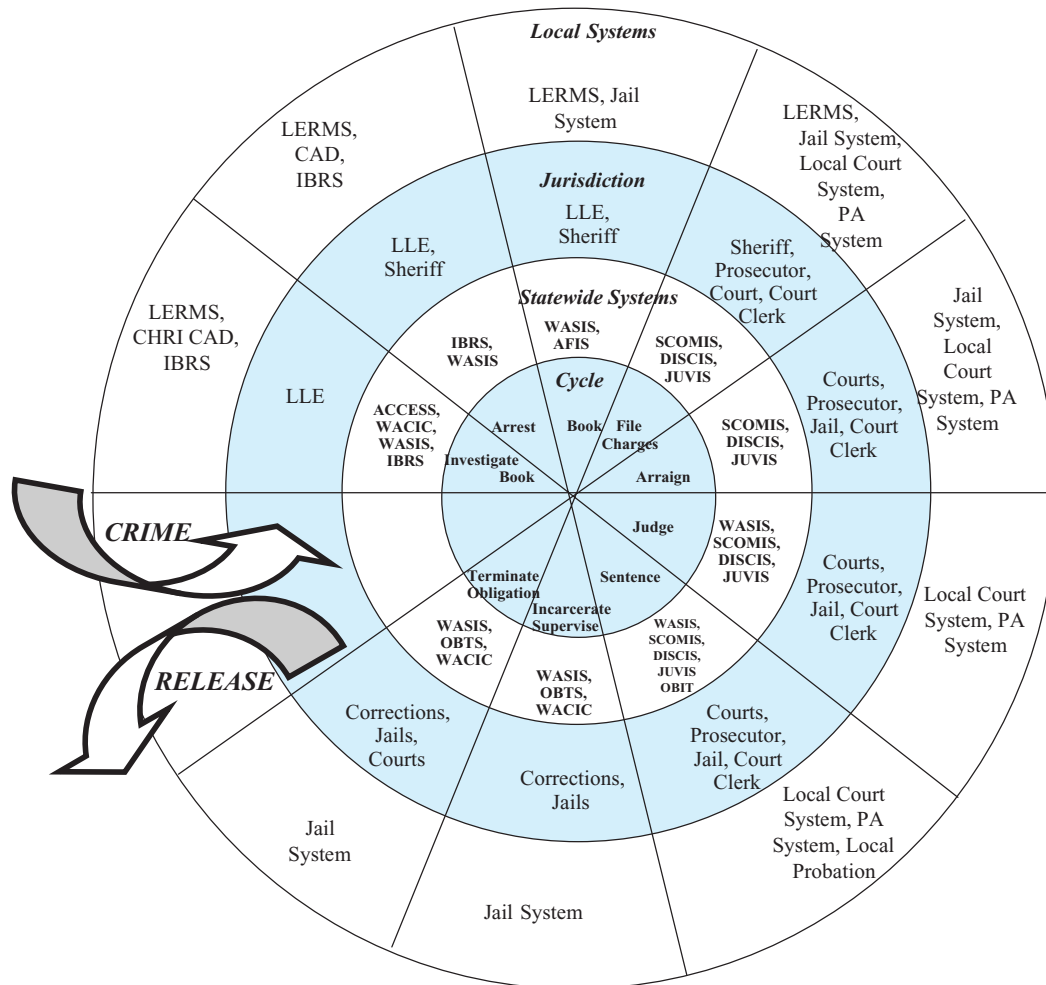 Local Systems
LERMS, Jail
System
LERMS,
CAD,
IBRS
LERMS,
Jail System,
Local Court
System,
PA
System
Jurisdiction
LLE,
Sheriff
LLE,
Sheriff
Sheriff,
Prosecutor,
Court, Court
Clerk
LERMS,
CHRI CAD,
IBRS
Jail
System,
Local
Court
System, PA
System
Statewide Systems
WASIS,
AFIS
IBRS,
WASIS
SCOMIS,
DISCIS,
JUVIS
LLE
Courts,
Prosecutor,
Jail, Court
Clerk
Cycle
ACCESS,
WACIC,
WASIS,
IBRS
SCOMIS,
DISCIS,
JUVIS
Arrest
Book
File
Charges
Investigate
Book
Arraign
CRIME
Judge
WASIS,
SCOMIS,
DISCIS,
JUVIS
Courts,
Prosecutor,
Jail, Court
Clerk
Local Court
System, PA
System
Terminate
Obligation
Sentence
Incarcerate
Supervise
WASIS,
OBTS,
WACIC
WASIS,
SCOMIS,
DISCIS,
JUVIS
OBIT
WASIS,
OBTS,
WACIC
RELEASE
Corrections,
Jails,
Courts
Courts,
Prosecutor,
Jail, Court
Clerk
Corrections,
Jails
Local Court
System, PA
System, Local
Probation
Jail
System
Jail System